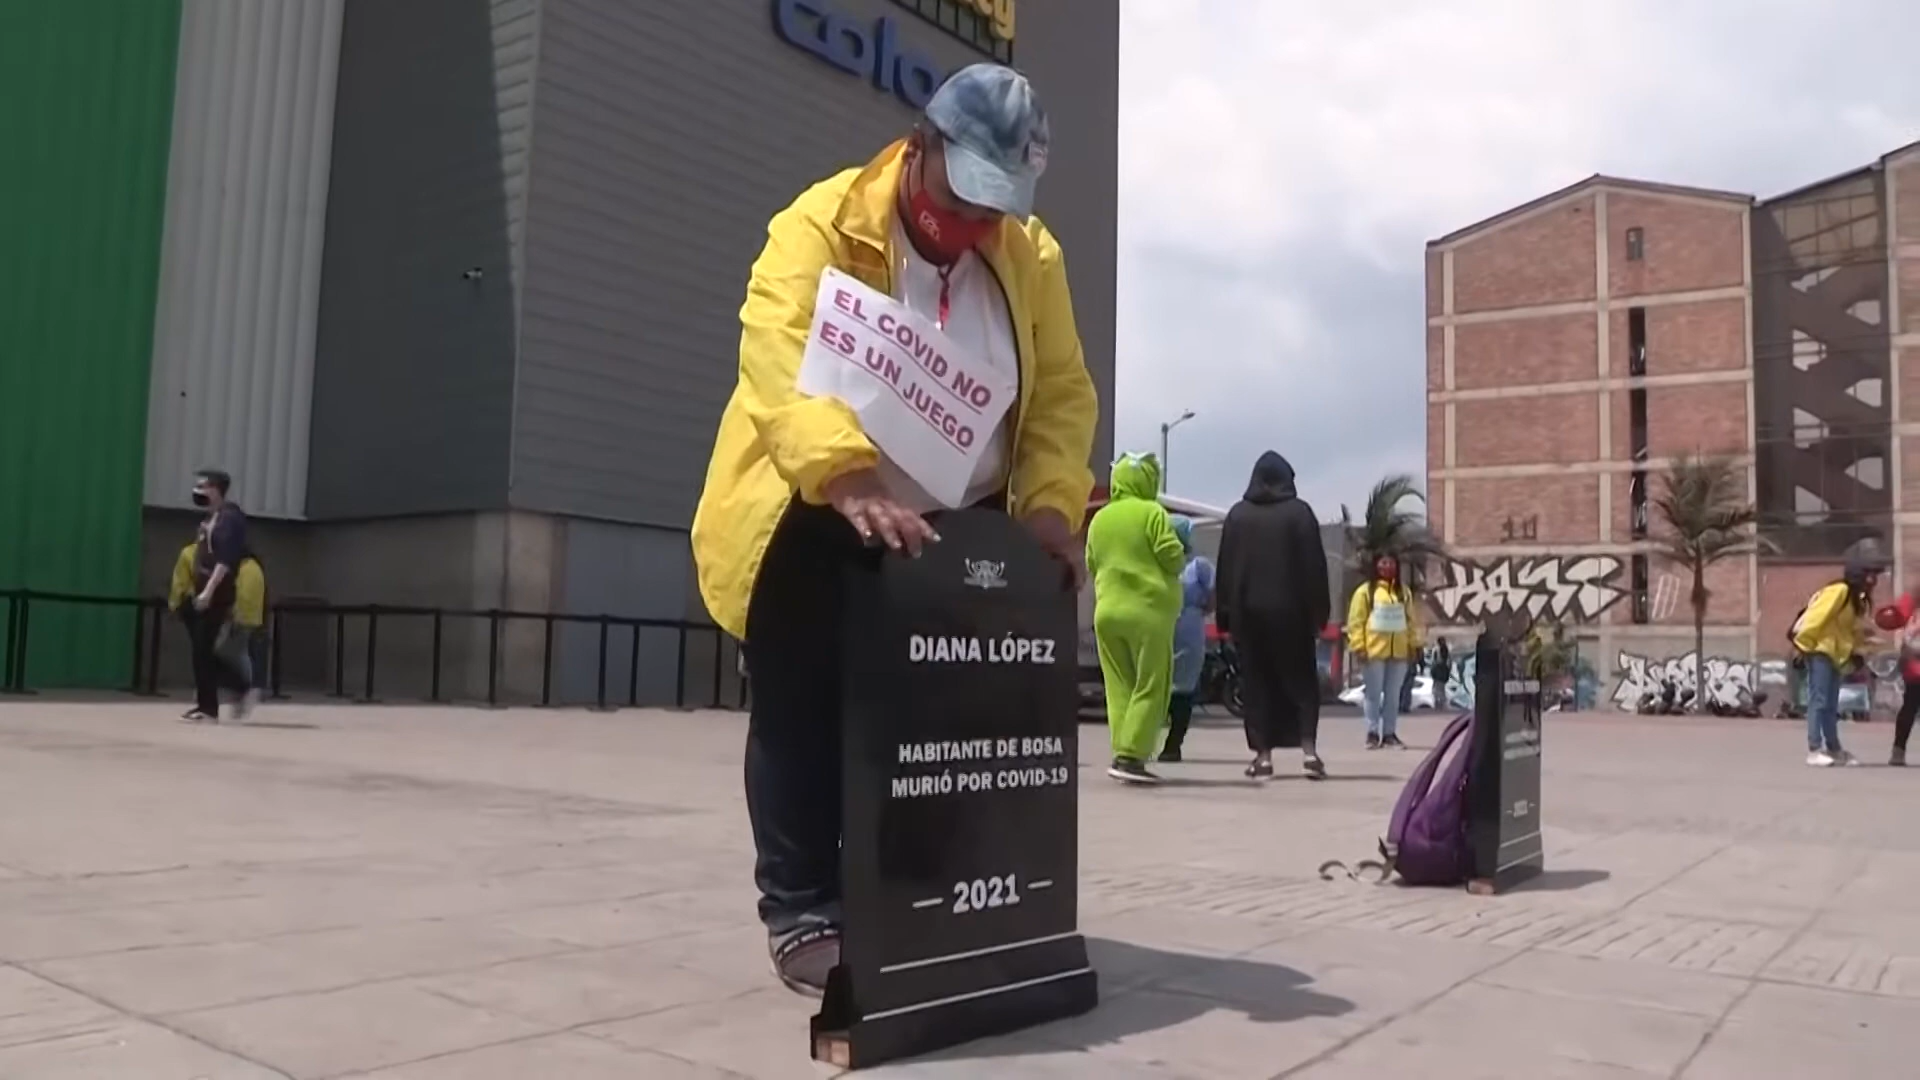 EL COVID NO
ES UN JUEGO
DIANA LÓPEZ
HABITANTE DE BOSA
MURIÓ POR COVID-19
— 2021 —